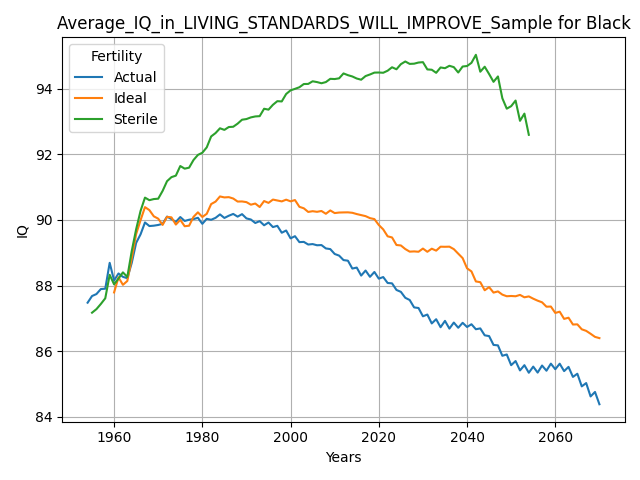 Average_IQ_in_LIVING_STANDARDS_WILL_IMPROVE_Sample for Black
Fertility
Actual
Ideal
Sterile
IQ
94
92
90
88
86
84
1960 1980 2000 2020 2040 2060
Years